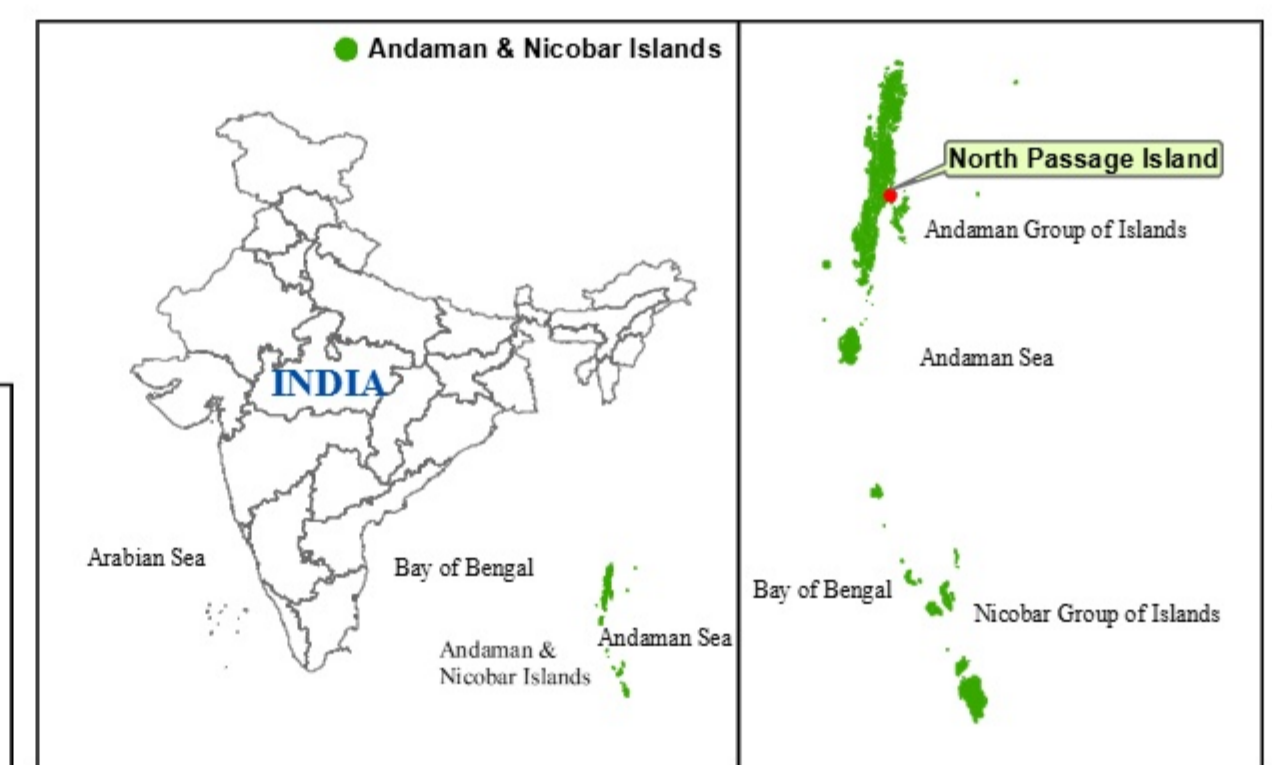 Andaman & Nicobar Islands
INDIA
Arabian Sea
Bay of Bengal
Andaman Sea
Andaman &
Nicobar Islands
North Passage Island
Andaman Group of Islands
Andaman Sea
Bay of Bengal
Nicobar Group of Islands